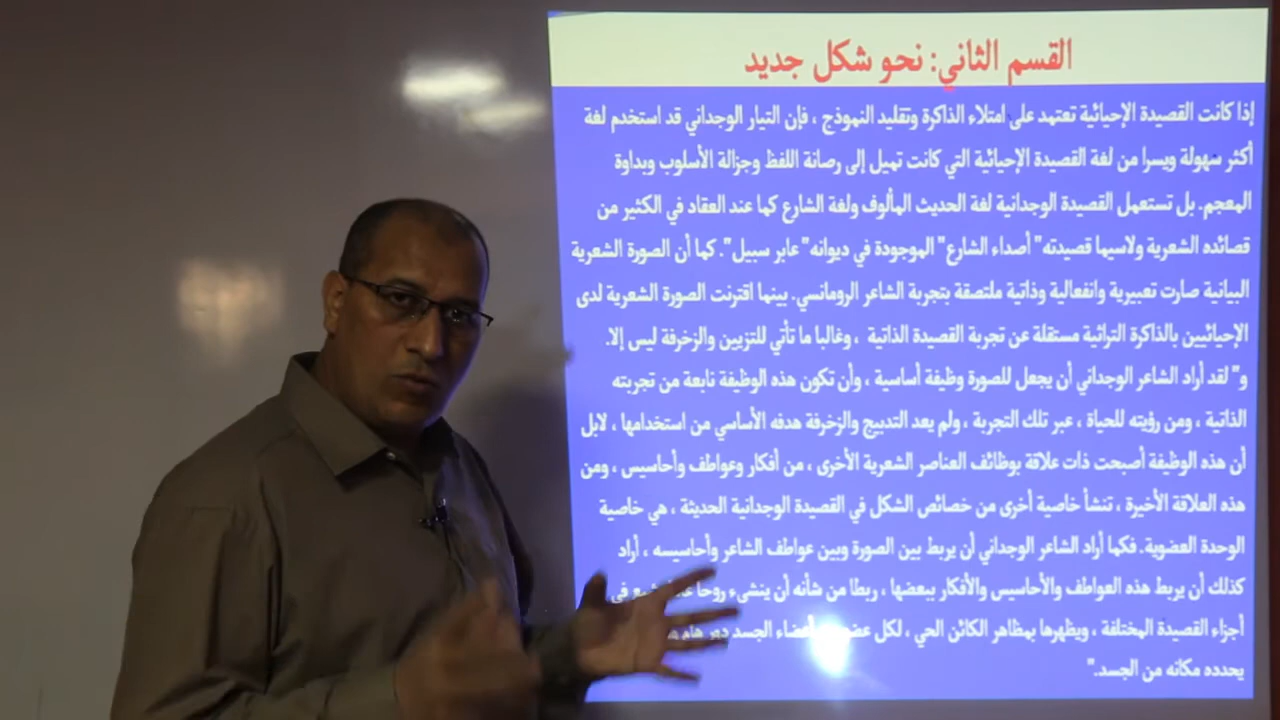 القسم الثاني: نحو شكل جديد
إذا كانت القصيدة الإحيائية تعتمد على امتلاء الذاكرة وتقليد النموذج ، فإن التيار الوجداني قد استخدم لغة
أكثر سهولة ويسرا من لغة القصيدة الإحيائية التي كانت تميل إلى رصانة اللفظ وجزالة الأسلوب وبداوة
المعجم. بل تستعمل القصيدة الوجدانية لغة الحديث المألوف ولغة الشارع كما عند العقاد في الكثير من
قصائده الشعرية ولاسيما قصيدته" أصداء الشارع" الموجودة في ديوانه" عابر سبيل". كما أن الصورة الشعرية
البيانية صارت تعبيرية وانفعالية وذاتية ملتصقة بتجربة الشاعر الرومانسي. بينما اقترنت الصورة الشعرية لدى
الإحيائيين بالذاكرة التراثية مستقلة عن تجربة القصيدة الذاتية ، وغالبا ما تأتي للتزيين والزخرفة ليس إلا.
و" لقد أراد الشاعر الوجداني أن يجعل للصورة وظيفة أساسية ، وأن تكون هذه الوظيفة نابعة من تجربته
الذاتية ، ومن رؤيته للحياة ، عبر تلك التجربة ، ولم يعد التدبيج والزخرفة هدفه الأساسي من استخدامها ، لابل
أن هذه الوظيفة أصبحت ذات علاقة بوظائف العناصر الشعرية الأخرى ، من أفكار وعواطف وأحاسيس ، ومن
هذه العلاقة الأخيرة ، تنشأ خاصية أخرى من خصائص الشكل في القصيدة الوجدانية الحديثة ، هي خاصية
الوحدة العضوية. فكما أراد الشاعر الوجداني أن يربط بين الصورة وبين عواطف الشاعر وأحاسيسه ، أراد
كذلك أن يربط هذه العواطف والأحاسيس والأفكار ببعضها ، ربطا من شأنه أن ينشىء روحا في
أجزاء القصيدة المختلفة ، ويظهرها بمظاهر الكائن الحي ، لكل الجسد دور هام
يحدده مكانه من الجسد."